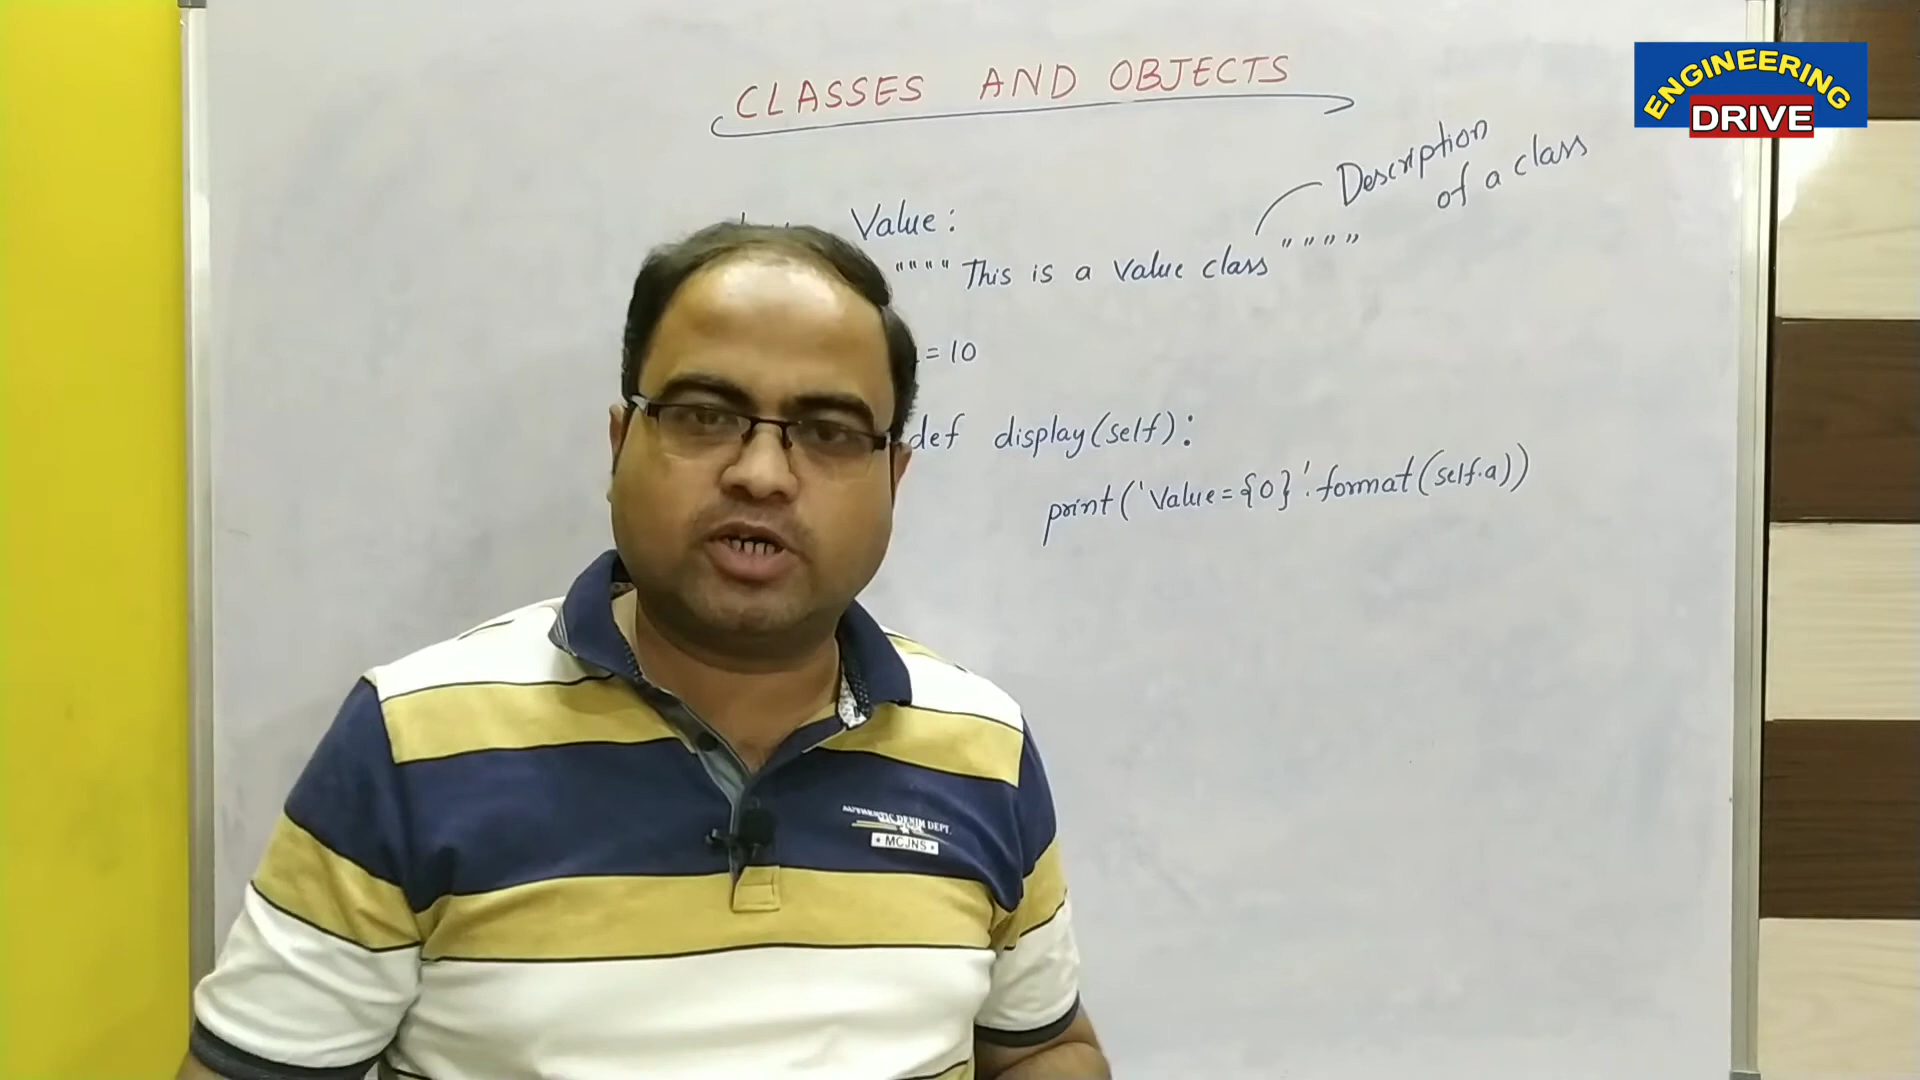 CLASSES AND OBJECTS
ENGINEERING
DRIVE
Description
of a class
Value:
"""" This is a Value class """"
= 10
def display(self):
print('Value={0}'.format(self.a))
DENIM DEPT.
MCJNS